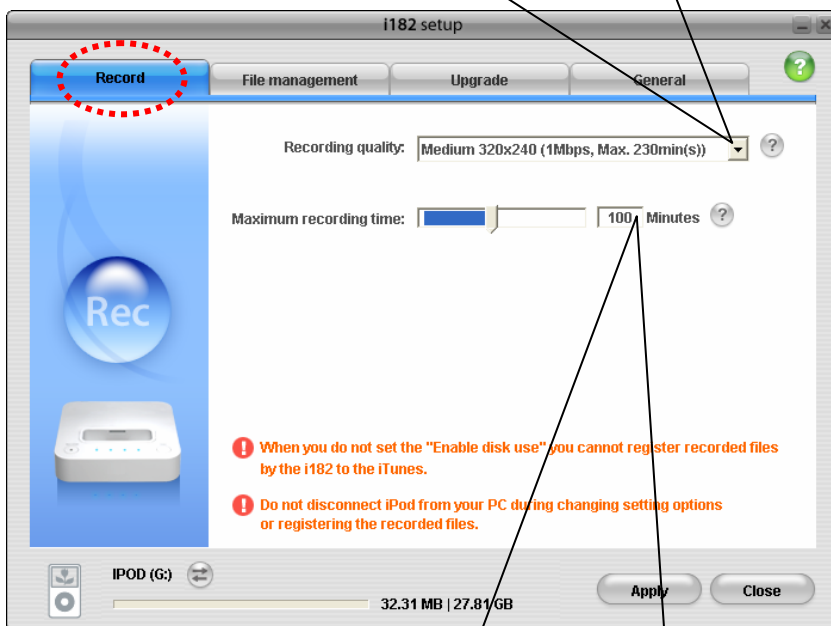 i182 setup
Record
File management
Upgrade
General
?
Recording quality:
Medium 320x240 (1Mbps, Max. 230min(s))
?
Maximum recording time:
100
Minutes
?
Rec
! When you do not set the "Enable disk use" you cannot register recorded files
by the i182 to the iTunes.
! Do not disconnect iPod from your PC during changing setting options
or registering the recorded files.
IPOD (G:)
32.31 MB | 27.81 GB
Apply
Close